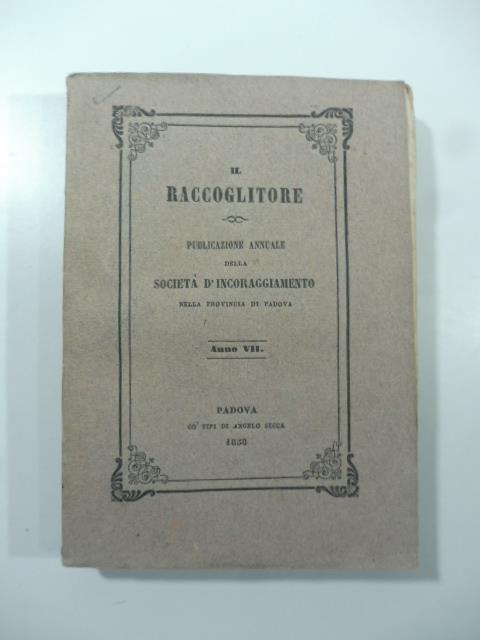 IL
RACCOGLITORE
PUBLICAZIONE ANNUALE
DELLA
SOCIETÀ D'INCORAGGIAMENTO
NELLA PROVINCIA DI PADOVA
Anno VII.
PADOVA
CO' TIPI DI ANGELO SICCA
1858